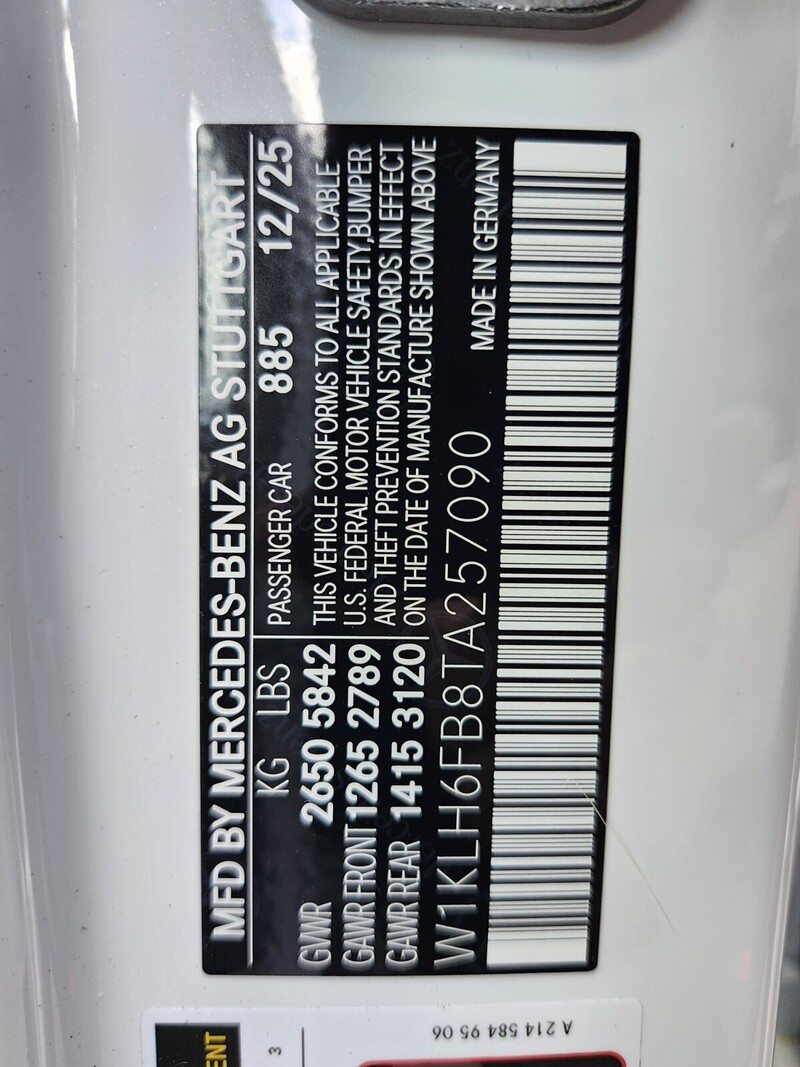 MFD BY MERCEDES-BENZ AG STUTTGART
KG LBS
GVWR 2650 5842
GAWR FRONT 1265 2789
GAWR REAR 1415 3120
PASSENGER CAR 885 12/25
THIS VEHICLE CONFORMS TO ALL APPLICABLE
U.S. FEDERAL MOTOR VEHICLE SAFETY,BUMPER
AND THEFT PREVENTION STANDARDS IN EFFECT
ON THE DATE OF MANUFACTURE SHOWN ABOVE
W1KLH6FB8TA257090
MADE IN GERMANY
ENT
3
A 214 584 95 06